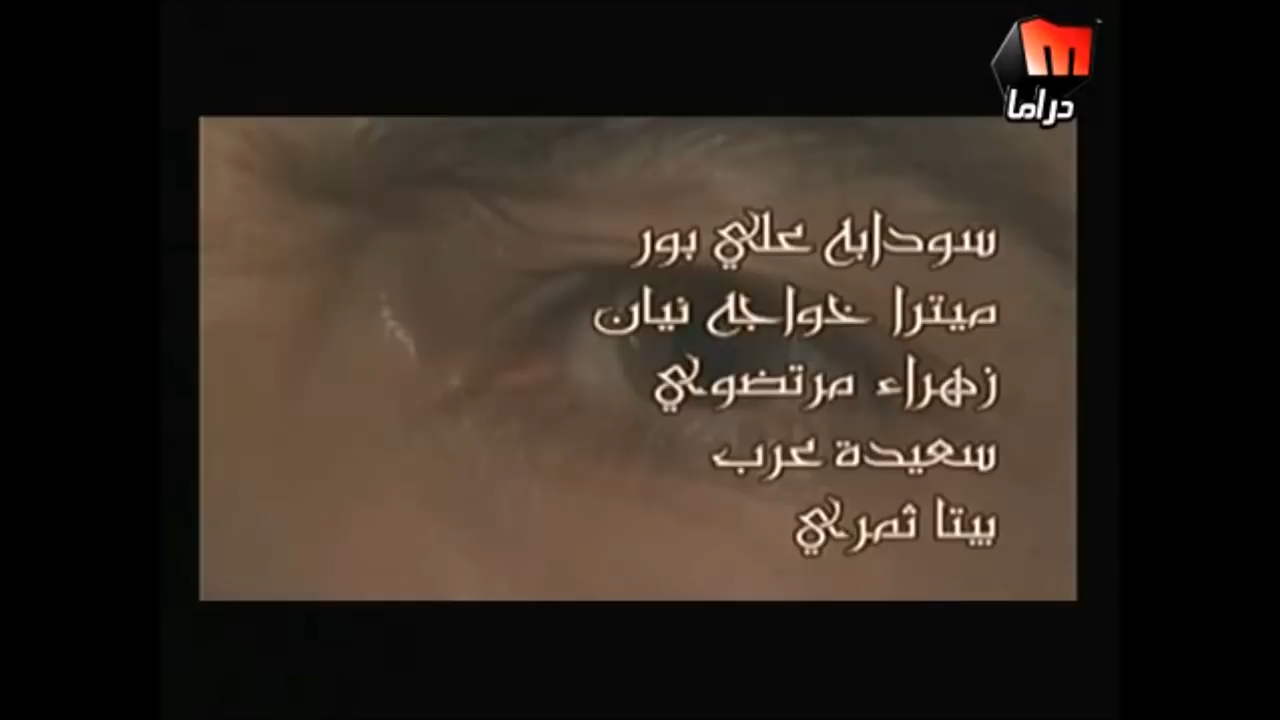 M
دراما
سودابه علي بور
ميترا خواجه نيان
زهراء مرتضوي
سعيدة عرب
بيتا ثمري